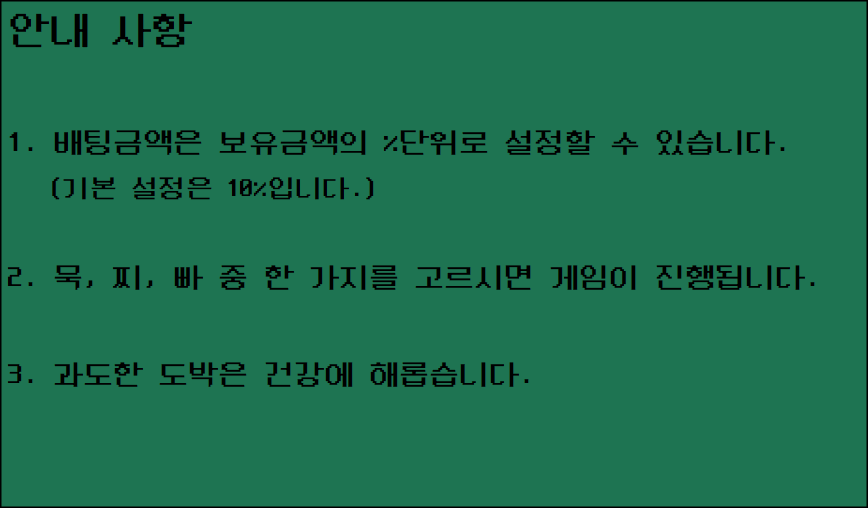 안내 사항
1. 배팅금액은 보유금액의 %단위로 설정할 수 있습니다.
(기본 설정은 10%입니다.)
2. 묵, 찌, 빠 중 한 가지를 고르시면 게임이 진행됩니다.
3. 과도한 도박은 건강에 해롭습니다.